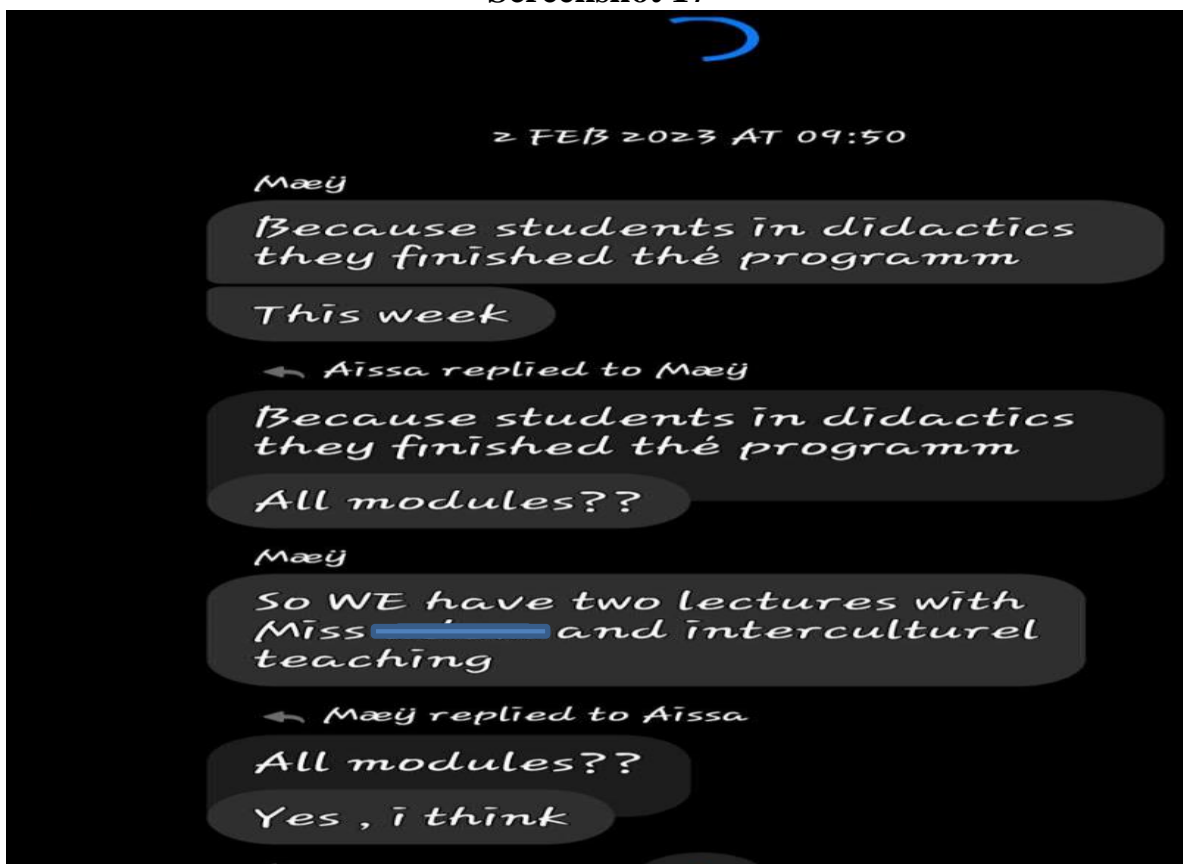 Screenshot 17
2 FEB 2023 AT 09:50
Mæÿ
Because students in didactics
they finished thé programm
This week
Aïssa replied to Mæÿ
Because students in didactics
they finished thé programm
All modules??
Mæÿ
So WE have two lectures with
Miss and interculturel
teaching
Mæÿ replied to Aïssa
All modules??
Yes , i think